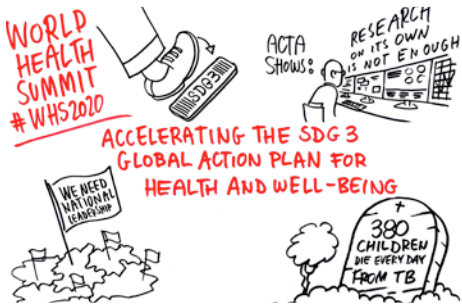 WORLD
HEALTH
SUMMIT
# WHS2020
SDG3
ACTA
SHOWS:
RESEARCH
ON ITS OWN
IS NOT ENOUGH
ACCELERATING THE SDG 3
GLOBAL ACTION PLAN FOR
HEALTH AND WELL-BEING
WE NEED
NATIONAL
LEADERSHIP
380
CHILDREN
DIE EVERY DAY
FROM TB